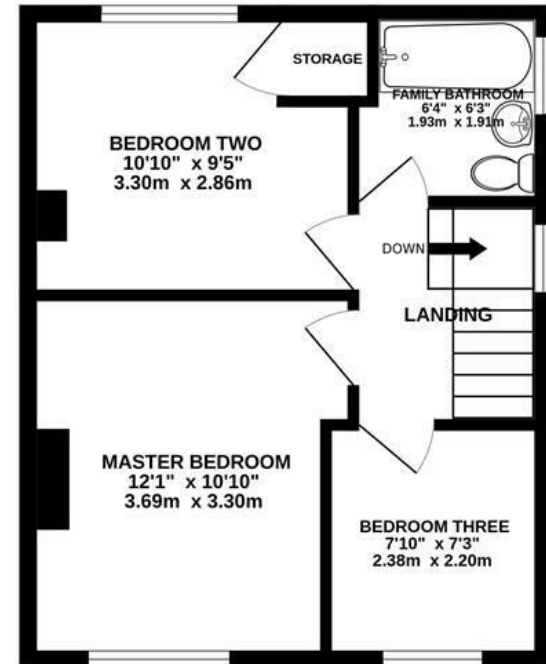 STORAGE
FAMILY BATHROOM
6'4" x 6'3"
1.93m x 1.91m
BEDROOM TWO
10'10" x 9'5"
3.30m x 2.86m
DOWN
LANDING
MASTER BEDROOM
12'1" x 10'10"
3.69m x 3.30m
BEDROOM THREE
7'10" x 7'3"
2.38m x 2.20m